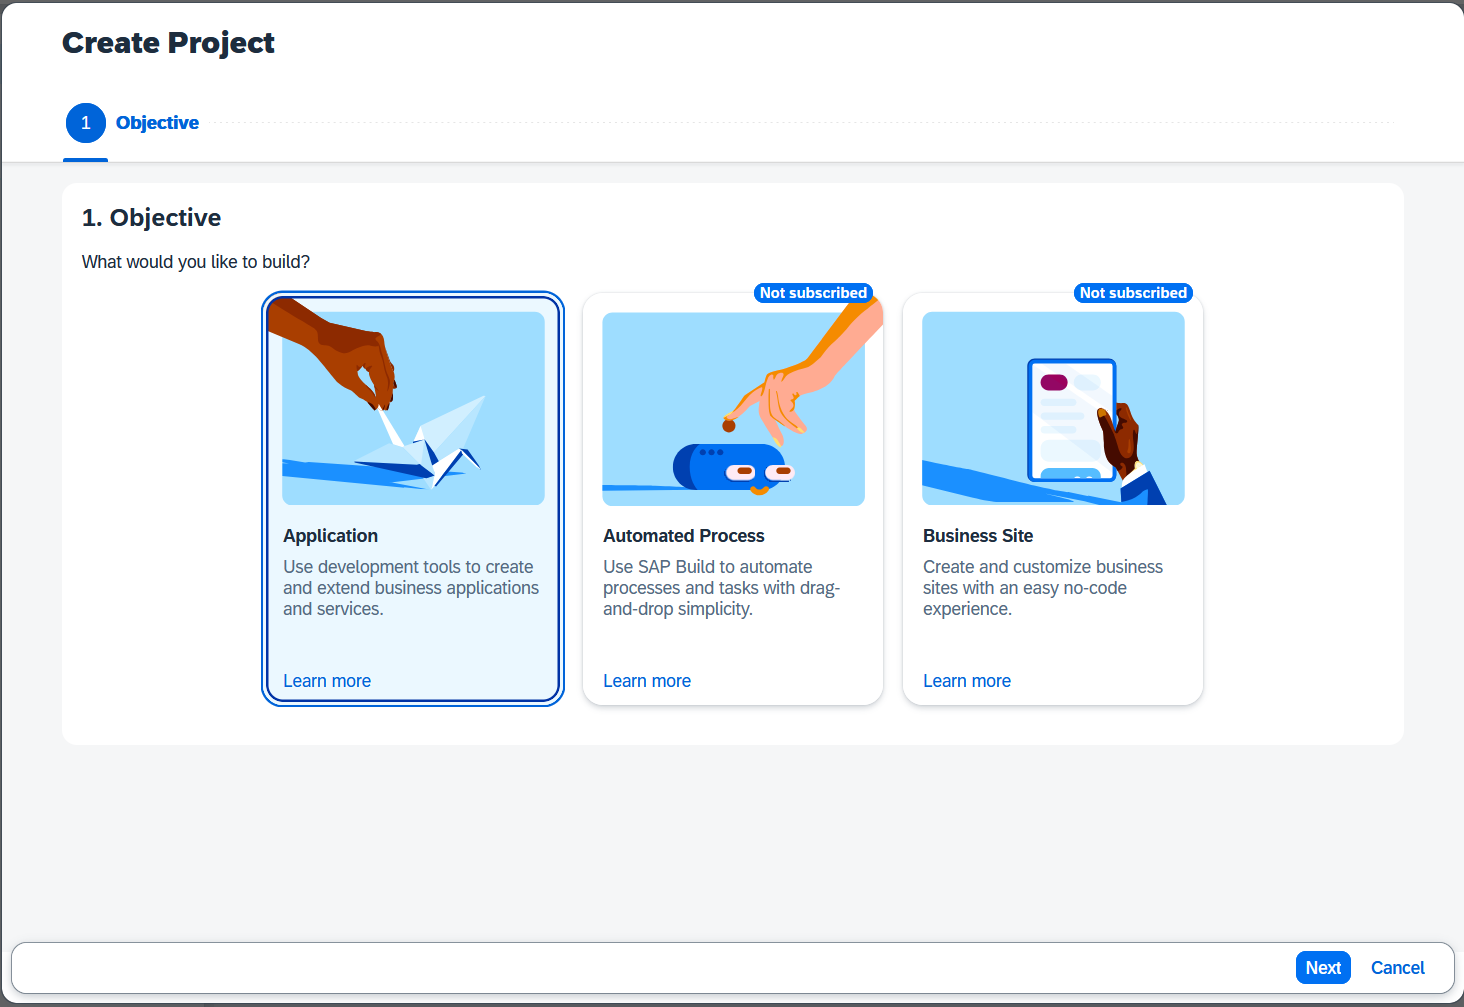 Create Project
1 Objective
1. Objective
What would you like to build?
Application
Use development tools to create
and extend business applications
and services.
Learn more
Not subscribed
Automated Process
Use SAP Build to automate
processes and tasks with drag-
and-drop simplicity.
Learn more
Not subscribed
Business Site
Create and customize business
sites with an easy no-code
experience.
Learn more
Next
Cancel